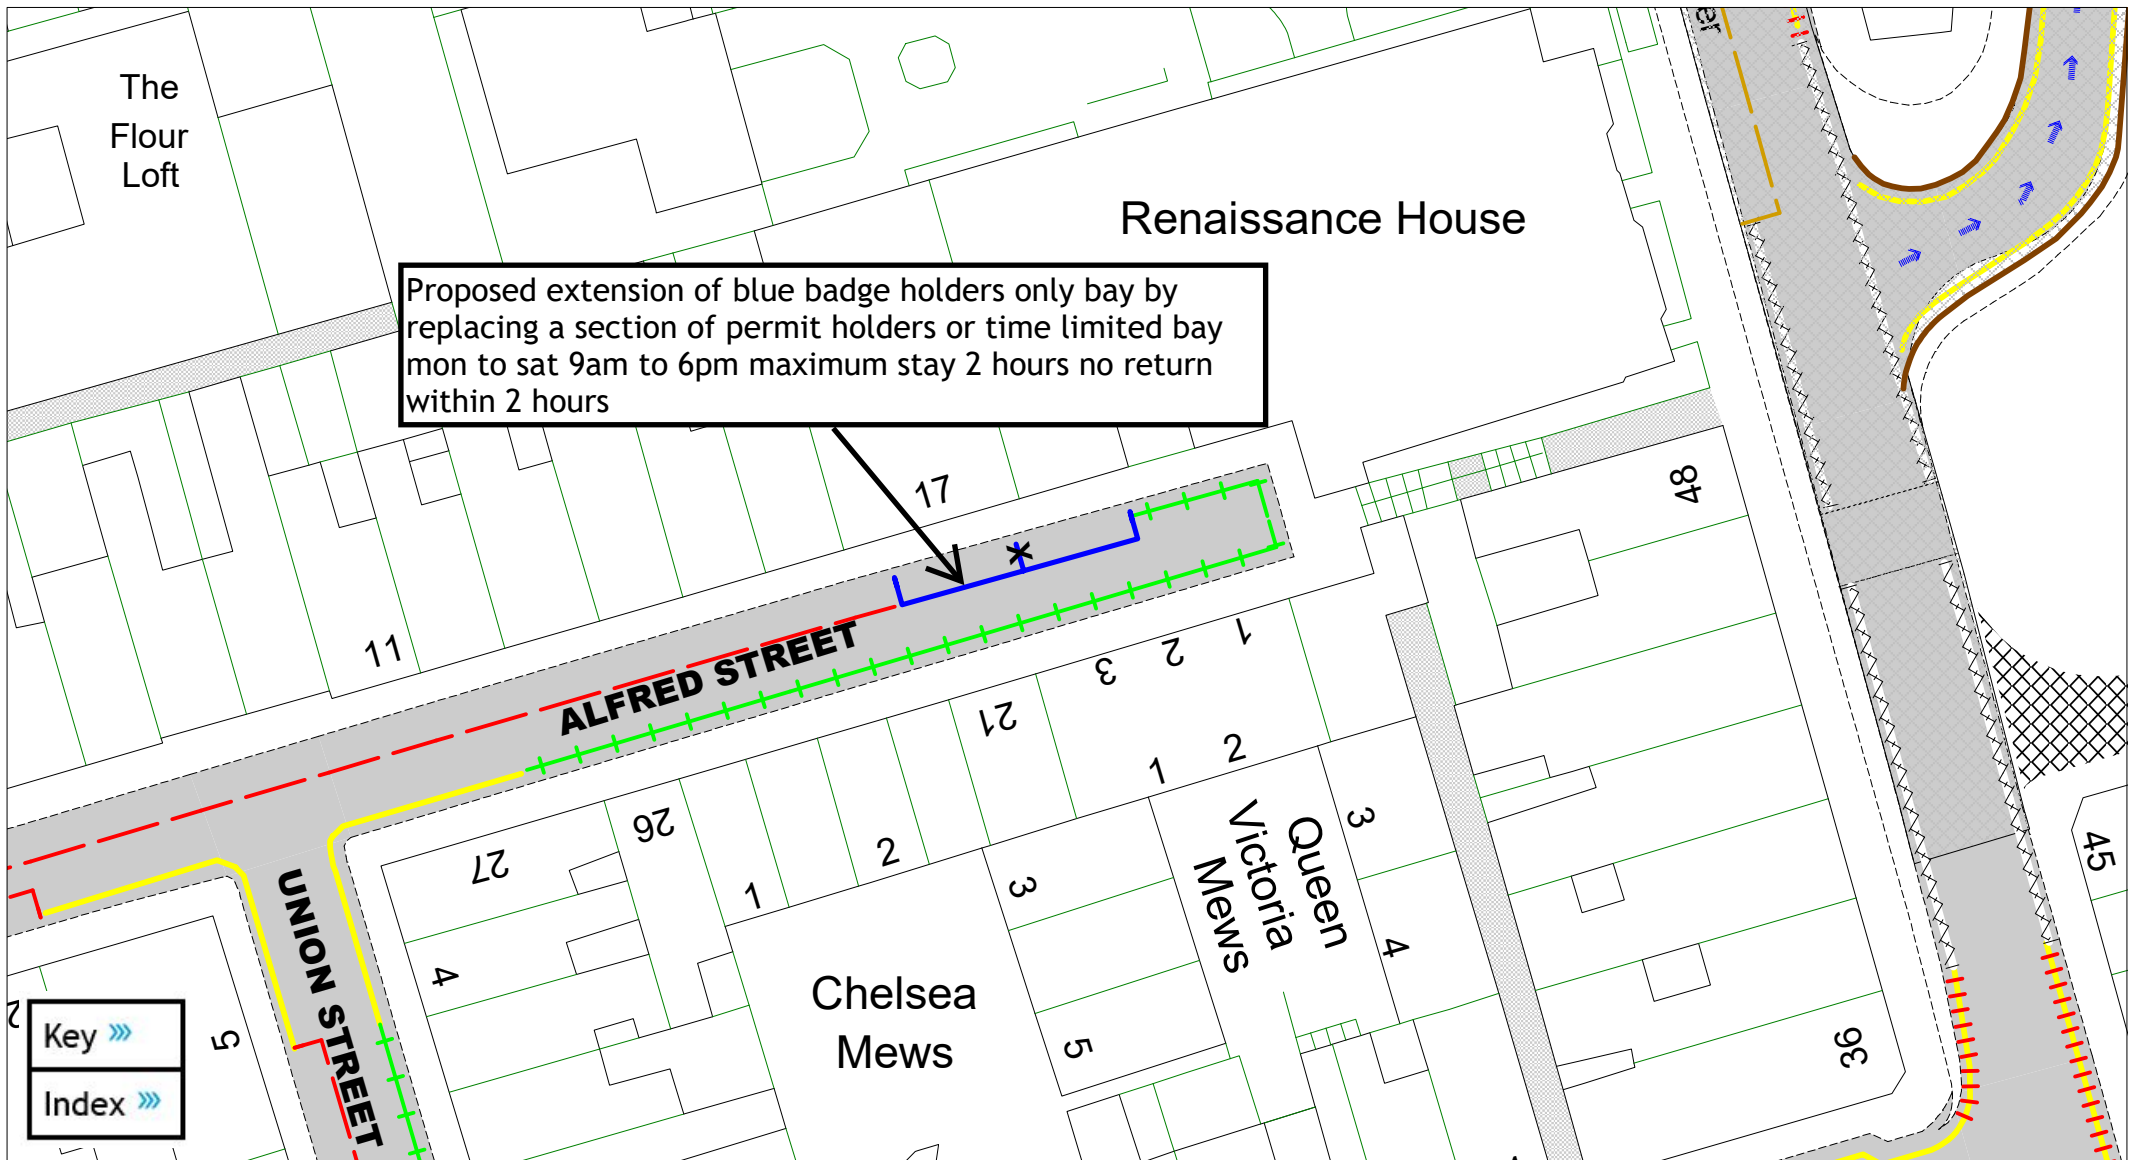 er
The
Flour
Loft
Renaissance House
Proposed extension of blue badge holders only bay by
replacing a section of permit holders or time limited bay
mon to sat 9am to 6pm maximum stay 2 hours no return
within 2 hours
17
48
11
ALFRED STREET
1
2
3
21
2
1
26
27
2
1
3
3
Queen
Victoria
Mews
4
4
45
UNION STREET
Chelsea
Mews
5
5
36
2
Key
Index